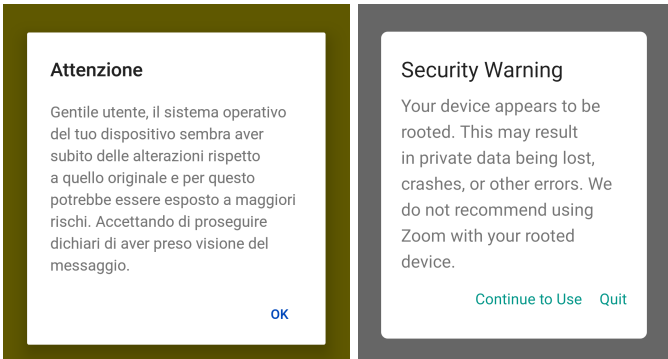 Attenzione
Gentile utente, il sistema operativo
del tuo dispositivo sembra aver
subito delle alterazioni rispetto
a quello originale e per questo
potrebbe essere esposto a maggiori
rischi. Accettando di proseguire
dichiari di aver preso visione del
messaggio.
OK
Security Warning
Your device appears to be
rooted. This may result
in private data being lost,
crashes, or other errors. We
do not recommend using
Zoom with your rooted
device.
Continue to Use Quit